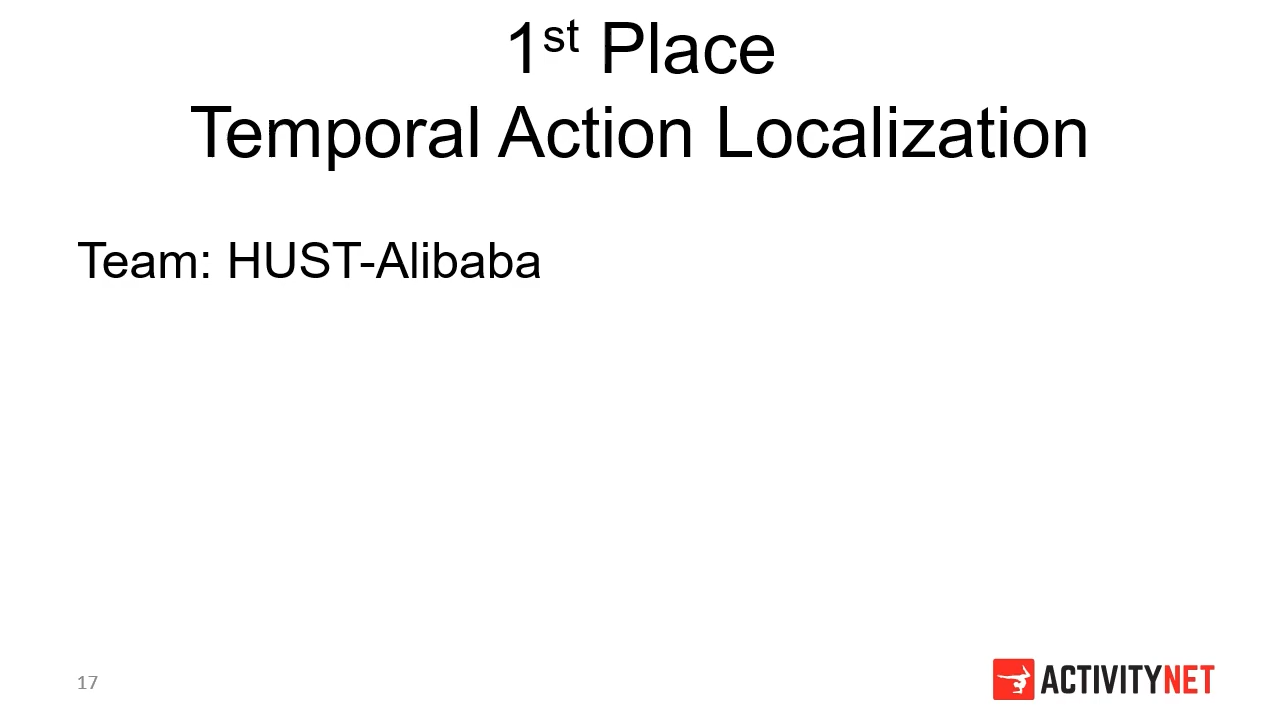 1st Place
Temporal Action Localization
Team: HUST-Alibaba
17
ACTIVITYNET